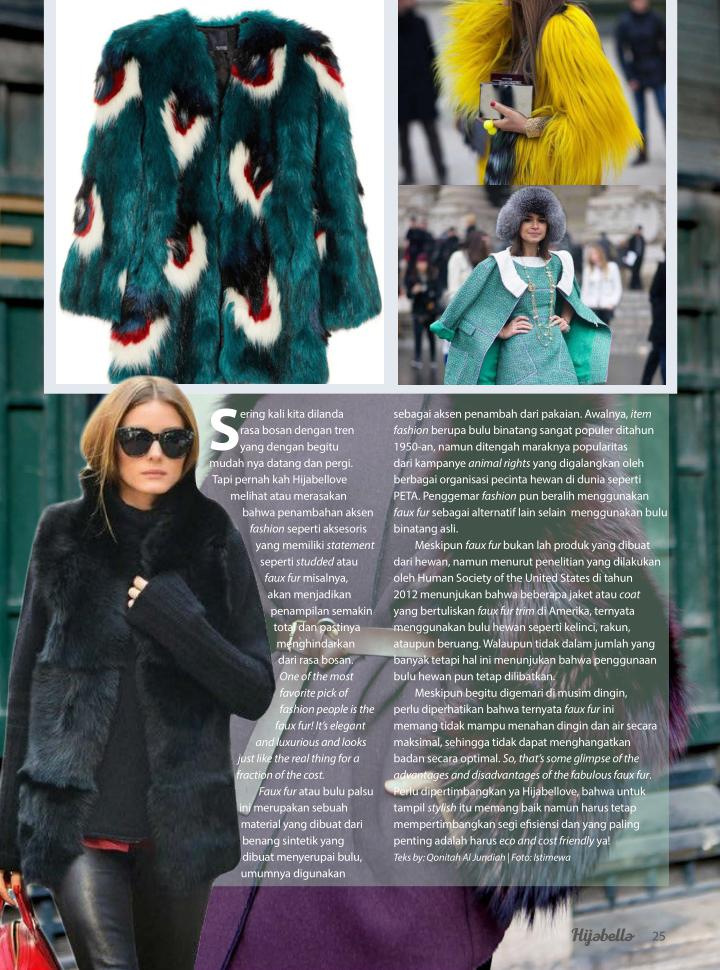 Sering kali kita dilanda
rasa bosan dengan tren
yang dengan begitu
mudah nya datang dan pergi.
Tapi pernah kah Hijabellove
melihat atau merasakan
bahwa penambahan aksen
fashion seperti aksesoris
yang memiliki statement
seperti studded atau
faux fur misalnya,
akan menjadikan
penampilan semakin
total dan pastinya
menghindarkan
dari rasa bosan.
One of the most
favorite pick of
fashion people is the
faux fur! It's elegant
and luxurious and looks
just like the real thing for a
fraction of the cost.
Faux fur atau bulu palsu
ini merupakan sebuah
material yang dibuat dari
benang sintetik yang
dibuat menyerupai bulu,
umumnya digunakan
sebagai aksen penambah dari pakaian. Awalnya, item
fashion berupa bulu binatang sangat populer ditahun
1950-an, namun ditengah maraknya popularitas
dari kampanye animal rights yang digalangkan oleh
berbagai organisasi pecinta hewan di dunia seperti
PETA. Penggemar fashion pun beralih menggunakan
faux fur sebagai alternatif lain selain menggunakan bulu
binatang asli.
Meskipun faux fur bukan lah produk yang dibuat
dari hewan, namun menurut penelitian yang dilakukan
oleh Human Society of the United States di tahun
2012 menunjukan bahwa beberapa jaket atau coat
yang bertuliskan faux fur trim di Amerika, ternyata
menggunakan bulu hewan seperti kelinci, rakun,
ataupun beruang. Walaupun tidak dalam jumlah yang
banyak tetapi hal ini menunjukan bahwa penggunaan
bulu hewan pun tetap dilibatkan.
Meskipun begitu digemari di musim dingin,
perlu diperhatikan bahwa ternyata faux fur ini
memang tidak mampu menahan dingin dan air secara
maksimal, sehingga tidak dapat menghangatkan
badan secara optimal. So, that's some glimpse of the
advantages and disadvantages of the fabulous faux fur.
Perlu dipertimbangkan ya Hijabellove, bahwa untuk
tampil stylish itu memang baik namun harus tetap
mempertimbangkan segi efisiensi dan yang paling
penting adalah harus eco and cost friendly ya!
Teks by: Qonitah Al Jundiah | Foto: Istimewa
Hijabella 25